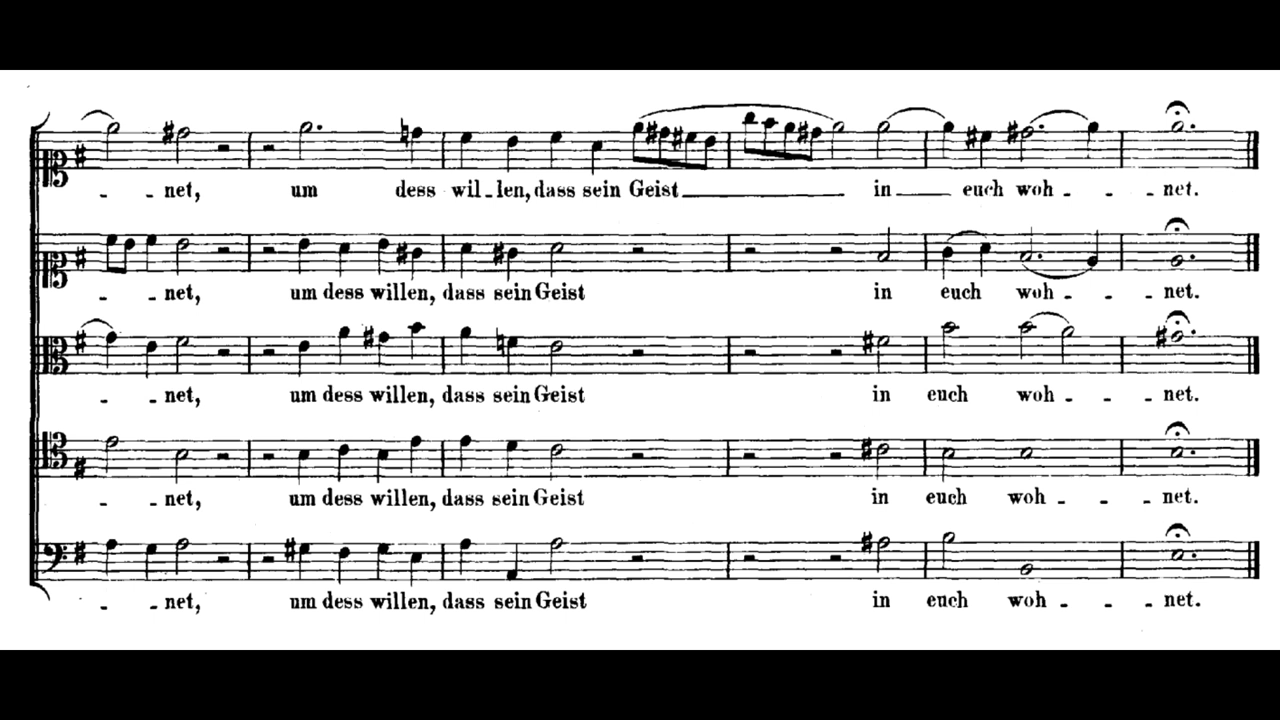 - - net, um dess wil-len, dass sein Geist in euch woh - - net.
- - net, um dess willen, dass sein Geist in euch woh - - net.
- - net, um dess willen, dass sein Geist in euch woh - - net.
- - net, um dess willen, dass sein Geist in euch woh - - net.
- - net, um dess willen, dass sein Geist in euch woh - - net.